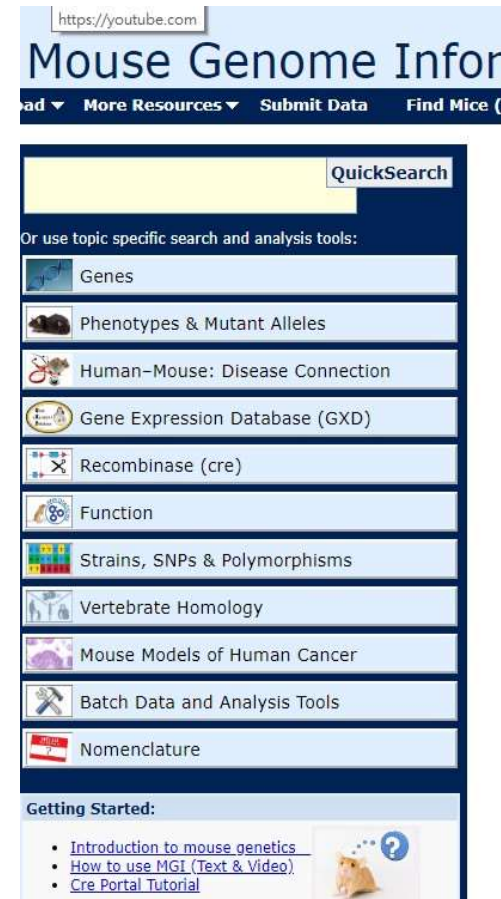 https://youtube.com
Mouse Genome Infor
oad ▼ More Resources ▼ Submit Data Find Mice (
QuickSearch
Or use topic specific search and analysis tools:
Genes
Phenotypes & Mutant Alleles
Human–Mouse: Disease Connection
Gene Expression Database (GXD)
Recombinase (cre)
Function
Strains, SNPs & Polymorphisms
Vertebrate Homology
Mouse Models of Human Cancer
Batch Data and Analysis Tools
Nomenclature
Getting Started:
• Introduction to mouse genetics
• How to use MGI (Text & Video)
• Cre Portal Tutorial